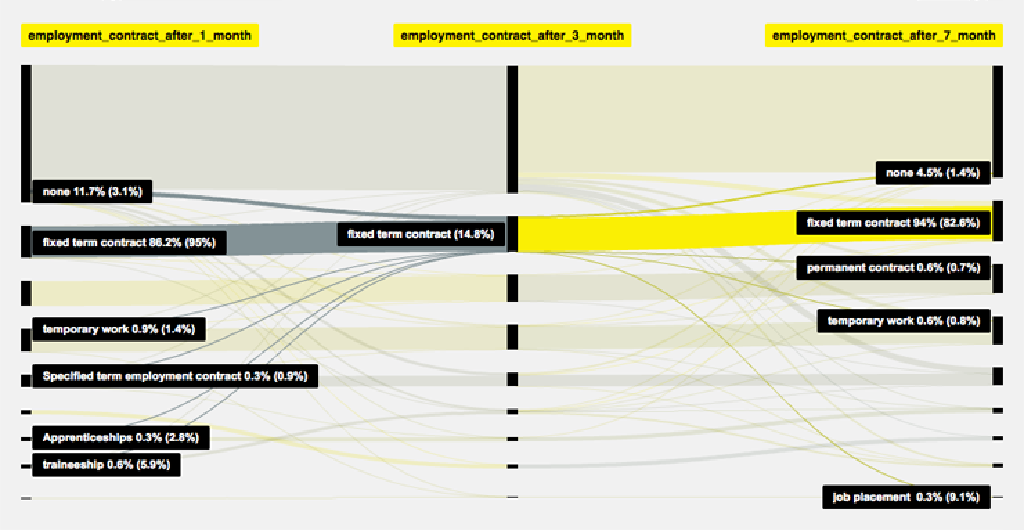 employment_contract_after_1_month
employment_contract_after_3_month
employment_contract_after_7_month
none 11.7% (3.1%)
none 4.5% (1.4%)
fixed term contract 86.2% (95%)
fixed term contract (14.8%)
fixed term contract 94% (82.6%)
permanent contract 0.6% (0.7%)
temporary work 0.9% (1.4%)
temporary work 0.6% (0.8%)
Specified term employment contract 0.3% (0.9%)
Apprenticeships 0.3% (2.8%)
traineeship 0.6% (5.9%)
job placement 0.3% (9.1%)